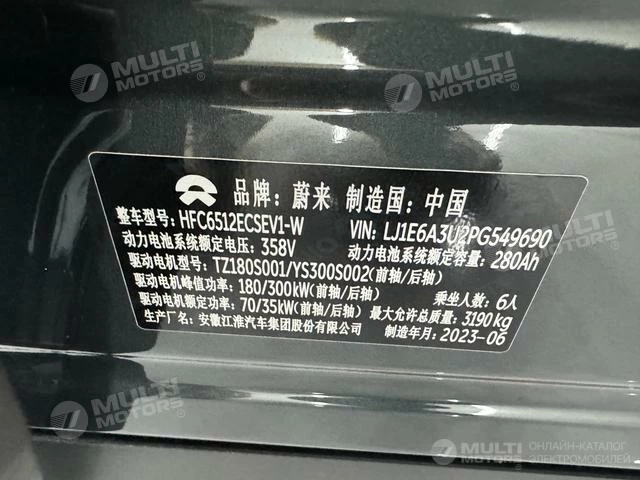 MULTI MOTORS
MULTI MOTORS
品牌: 蔚来 制造国: 中国
整车型号: HFC6512ECSEV1-W VIN: LJ1E6A3U2PG549690
动力电池系统额定电压: 358V 动力电池系统额定容量: 280Ah
驱动电机型号: TZ180S001/YS300S002(前轴/后轴)
驱动电机峰值功率: 180/300kW(前轴/后轴) 乘坐人数: 6人
驱动电机额定功率: 70/35kW(前轴/后轴) 最大允许总质量: 3190kg
生产厂名: 安徽江淮汽车集团股份有限公司 制造年月: 2023-06
MULTI MOTORS
MULTI MOTORS ОНЛАЙН-КАТАЛОГ ЭЛЕКТРОМОБИЛЕЙ